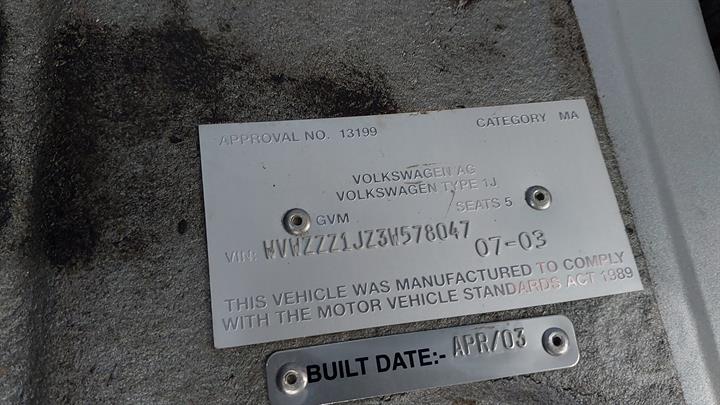 APPROVAL NO. 13199 CATEGORY MA
VOLKSWAGEN AG
VOLKSWAGEN TYPE 1J
GVM SEATS 5
VIN: WVWZZZ1JZ3W578047 07-03
THIS VEHICLE WAS MANUFACTURED TO COMPLY
WITH THE MOTOR VEHICLE STANDARDS ACT 1989
BUILT DATE:- APR/03